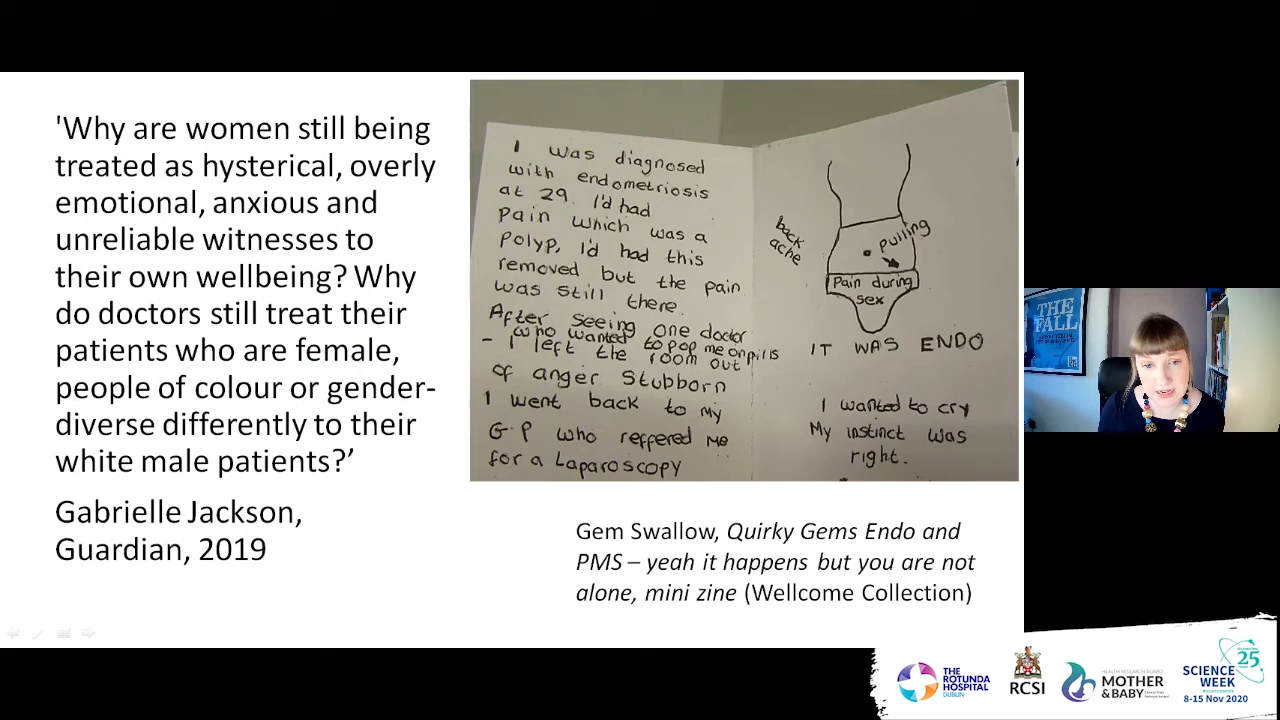 'Why are women still being
treated as hysterical, overly
emotional, anxious and
unreliable witnesses to
their own wellbeing? Why
do doctors still treat their
patients who are female,
people of colour or gender-
diverse differently to their
white male patients?’
Gabrielle Jackson,
Guardian, 2019
I was diagnosed
with endometriosis
at 29. I'd had
pain which was a
polyp, I'd had this
removed but the pain
was still there.
After seeing one doctor
who wanted to pop me on pills
- I left the room out
of anger Stubborn
I went back to my
G.P who reffered me
for a Laparoscopy
back
ache
pulling
Pain during
sex
IT WAS ENDO
I wanted to cry
My instinct was
right.
Gem Swallow, Quirky Gems Endo and
PMS – yeah it happens but you are not
alone, mini zine (Wellcome Collection)
THE
FALL
THE
ROTUNDA
HOSPITAL
DUBLIN
RCSI
HEALTH RESEARCH BOARD
MOTHER
& BABY
CELEBRATING
25
SCIENCE
WEEK
8-15 Nov 2020